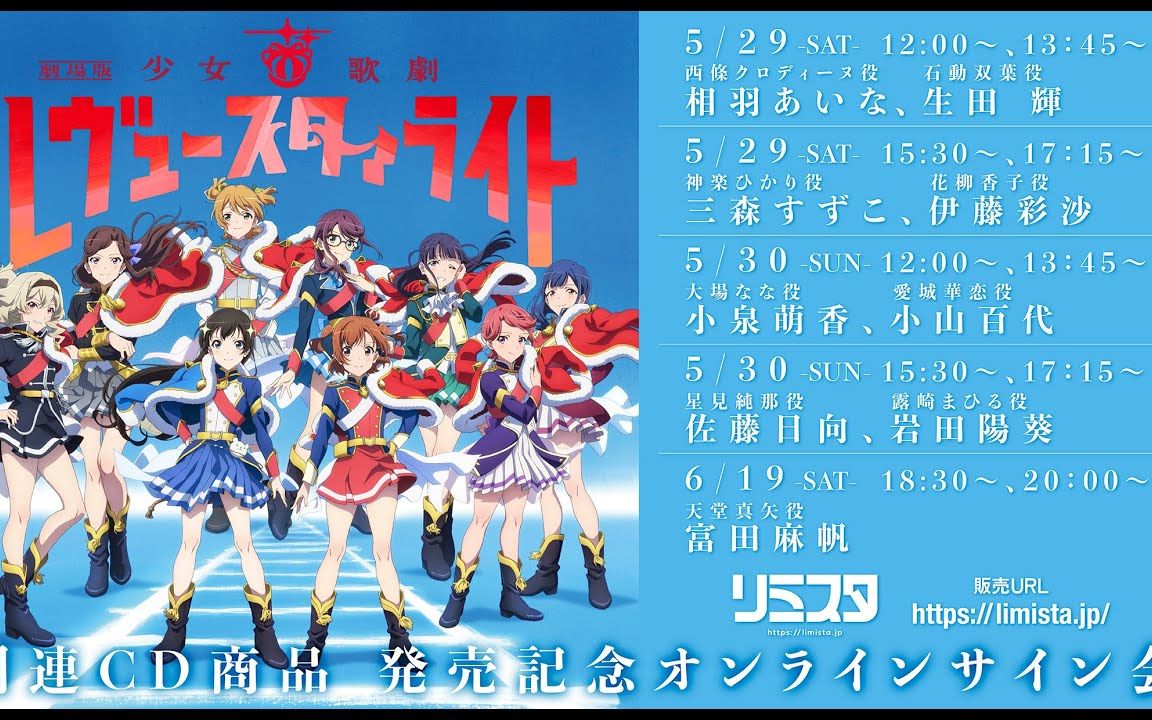 劇場版 少女 歌劇
レヴュースタァライト
5/29 -SAT- 12:00～、13:45～
西條クロディーヌ役 石動双葉役
相羽あいな、生田 輝
5/29 -SAT- 15:30～、17:15～
神楽ひかり役 花柳香子役
三森すずこ、伊藤彩沙
5/30 -SUN- 12:00～、13:45～
大場なな役 愛城華恋役
小泉萌香、小山百代
5/30 -SUN- 15:30～、17:15～
星見純那役 露崎まひる役
佐藤日向、岩田陽葵
6/19 -SAT- 18:30～、20:00～
天堂真矢役
富田麻帆
リミスタ
https://limista.jp
販売URL
https://limista.jp/
連CD商品 発売記念オンラインサイン会